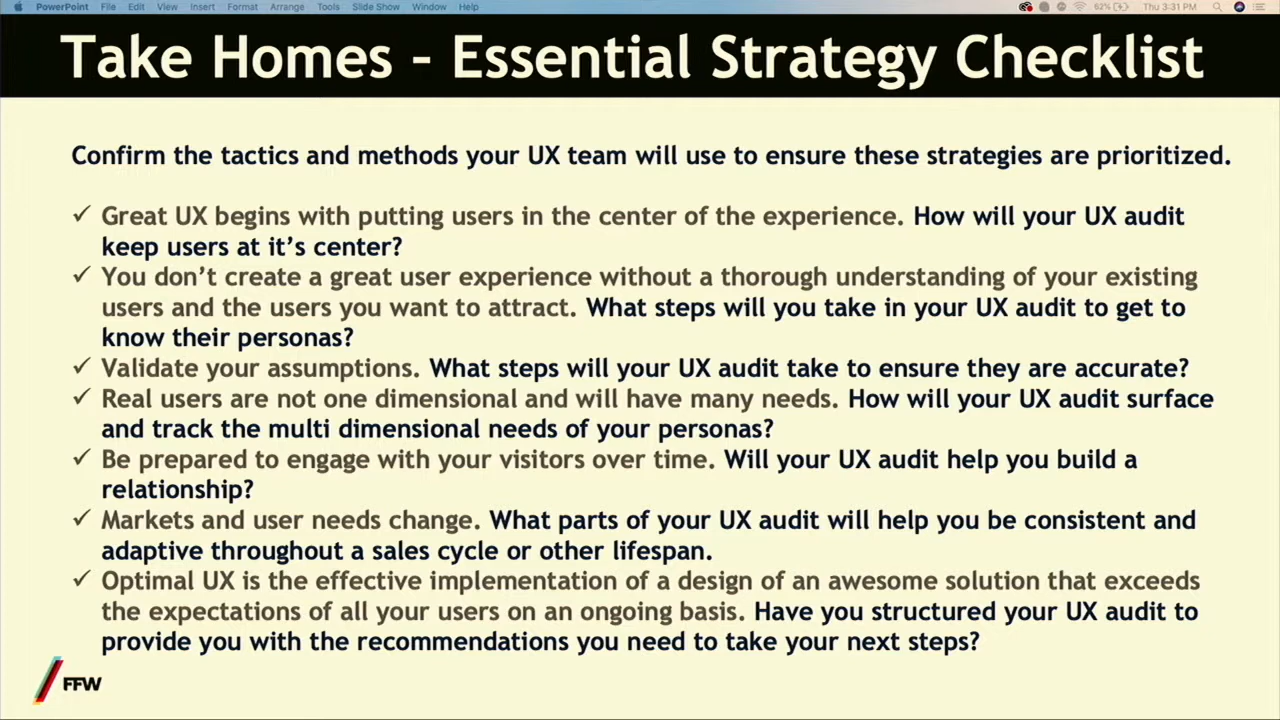 PowerPoint File Edit View Insert Format Arrange Tools Slide Show Window Help 62% Thu 3:31 PM
Take Homes – Essential Strategy Checklist
Confirm the tactics and methods your UX team will use to ensure these strategies are prioritized.
✓ Great UX begins with putting users in the center of the experience. How will your UX audit
keep users at it’s center?
✓ You don’t create a great user experience without a thorough understanding of your existing
users and the users you want to attract. What steps will you take in your UX audit to get to
know their personas?
✓ Validate your assumptions. What steps will your UX audit take to ensure they are accurate?
✓ Real users are not one dimensional and will have many needs. How will your UX audit surface
and track the multi dimensional needs of your personas?
✓ Be prepared to engage with your visitors over time. Will your UX audit help you build a
relationship?
✓ Markets and user needs change. What parts of your UX audit will help you be consistent and
adaptive throughout a sales cycle or other lifespan.
✓ Optimal UX is the effective implementation of a design of an awesome solution that exceeds
the expectations of all your users on an ongoing basis. Have you structured your UX audit to
provide you with the recommendations you need to take your next steps?
FFW